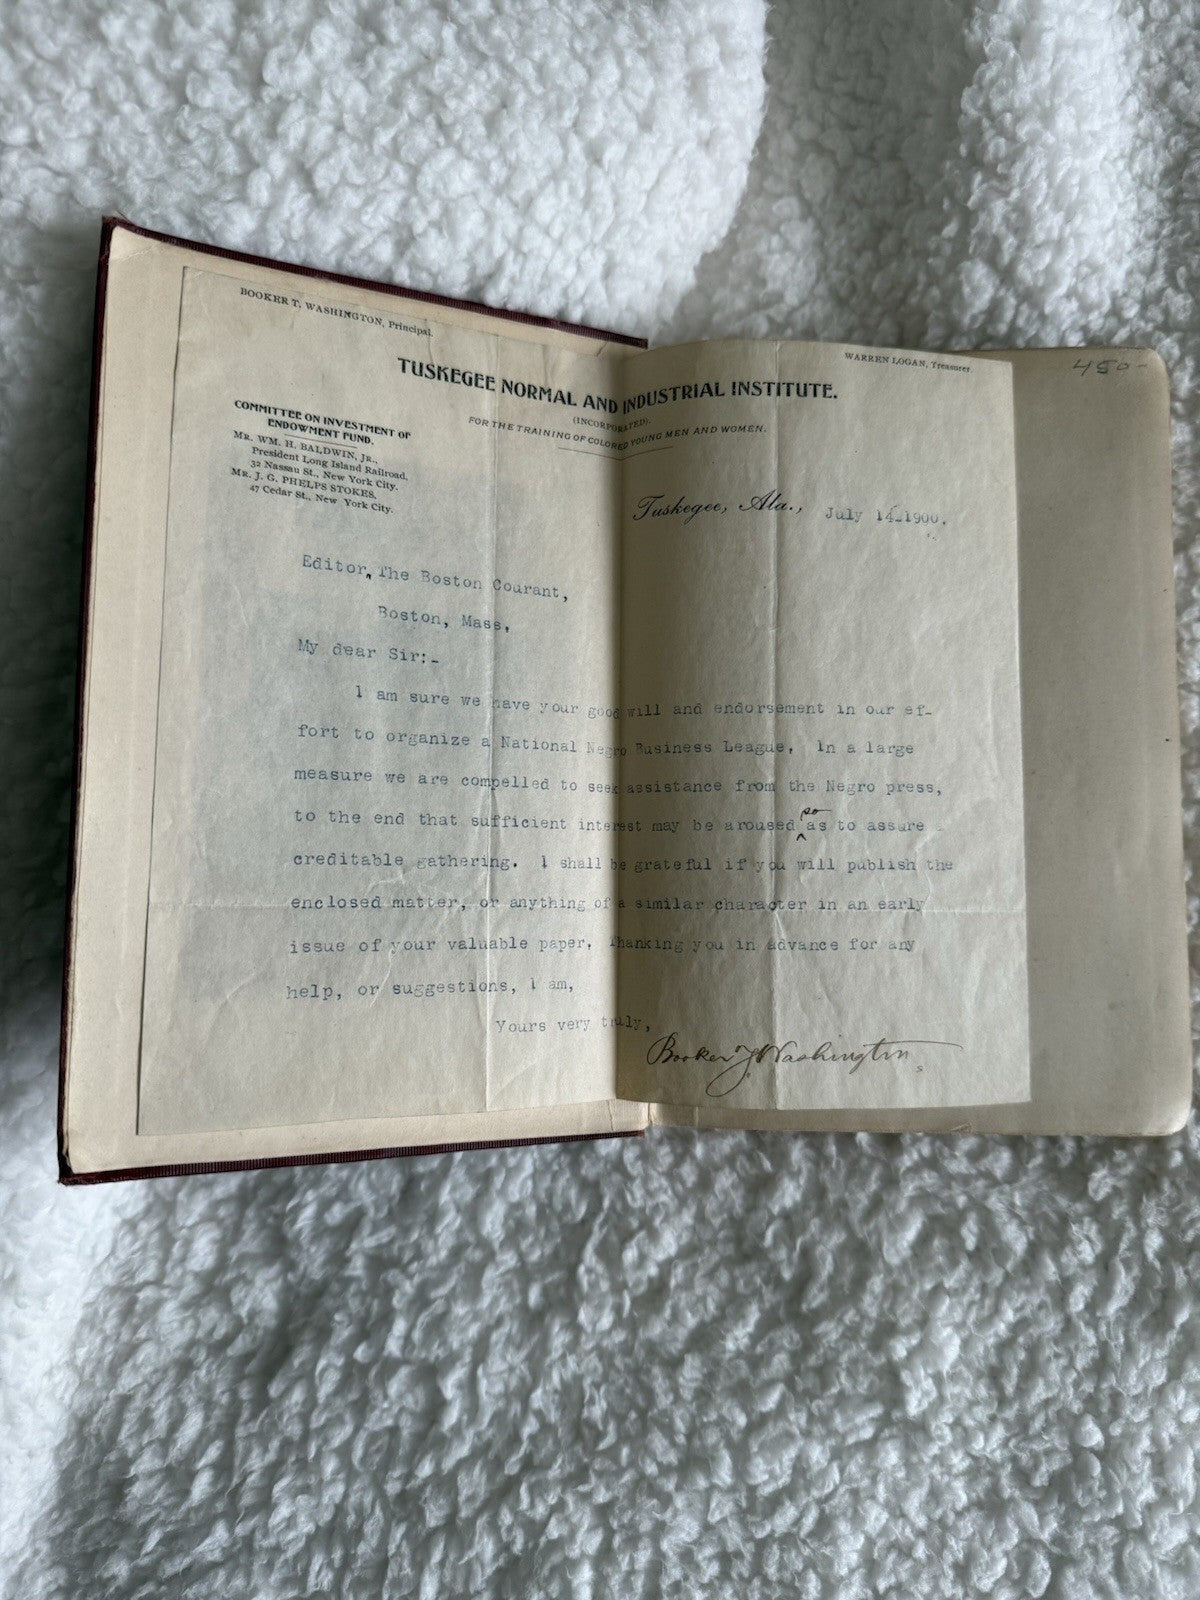 BOOKER T. WASHINGTON, Principal.
WARREN LOGAN, Treasurer
450-
TUSKEGEE NORMAL AND INDUSTRIAL INSTITUTE.
(INCORPORATED).
FOR THE TRAINING OF COLORED YOUNG MEN AND WOMEN.
COMMITTEE ON INVESTMENT OF
ENDOWMENT FUND.
MR. WM. H. BALDWIN, JR.,
President Long Island Railroad,
32 Nassau St., New York City.
MR. J. G. PHELPS STOKES,
47 Cedar St., New York City.
Tuskegee, Ala., July 14-1900.
Editor, The Boston Courant,
Boston, Mass,
My dear Sir:-
I am sure we have your good will and endorsement in our ef-
fort to organize a National Negro Business League. In a large
measure we are compelled to seek assistance from the Negro press,
to the end that sufficient interest may be aroused so as to assure
creditable gathering. I shall be grateful if you will publish the
enclosed matter, or anything of a similar character in an early
issue of your valuable paper. Thanking you in advance for any
help, or suggestions, I am,
Yours very truly,
Booker T. Washington